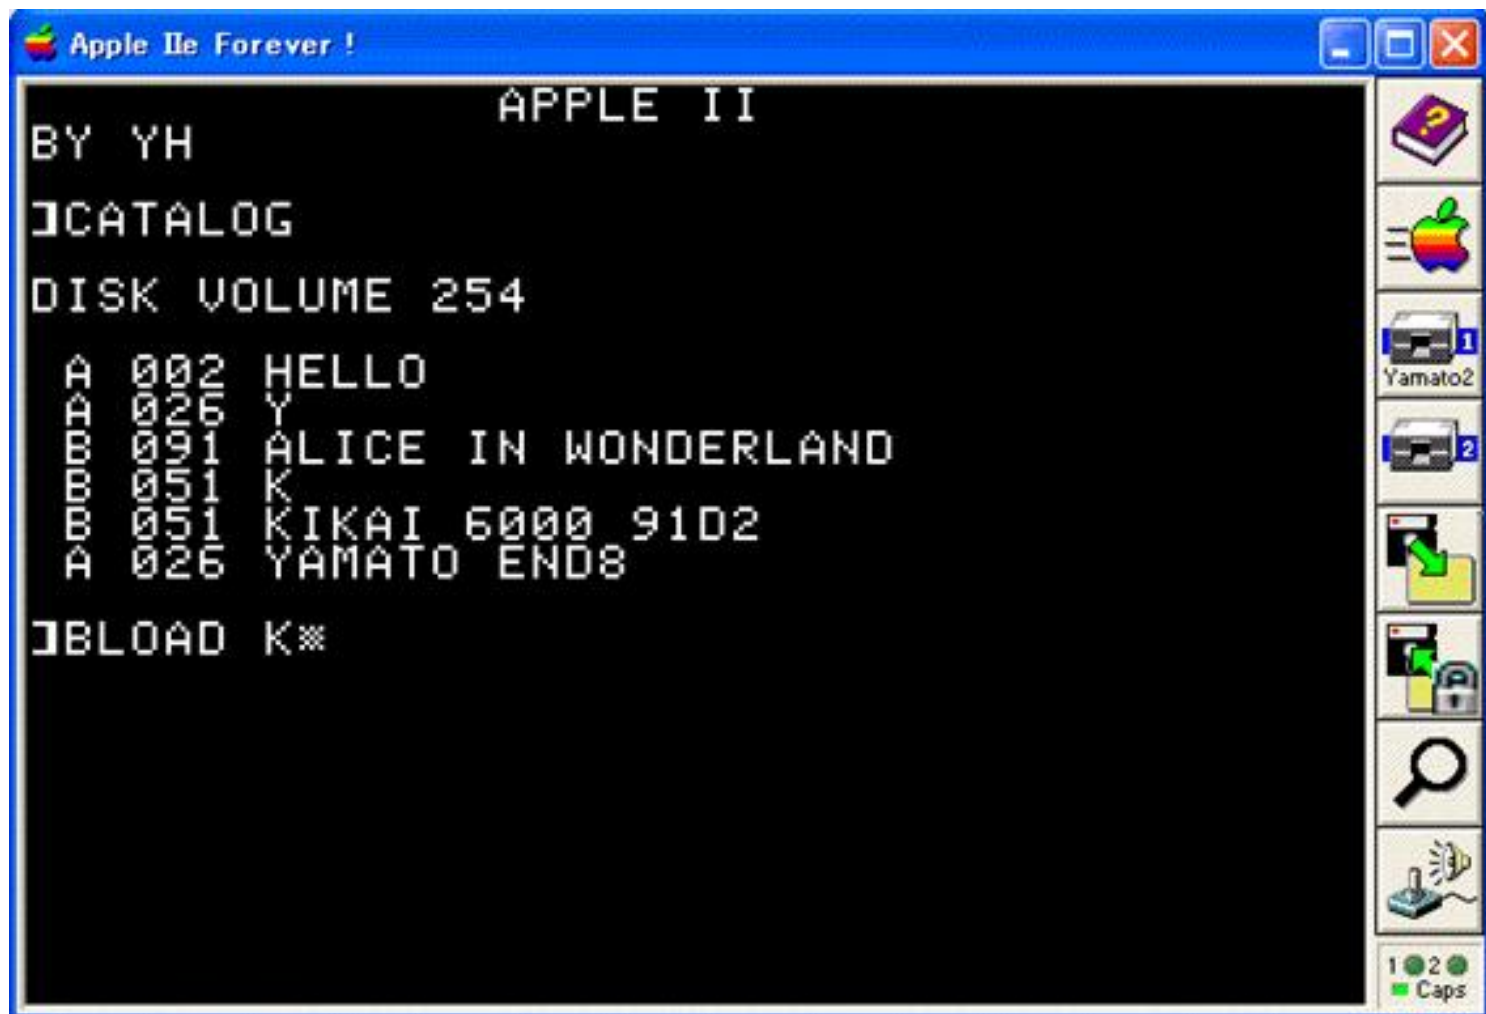 Apple IIe Forever !
APPLE II
BY YH
]CATALOG
DISK VOLUME 254
A 002 HELLO
A 026 Y
B 091 ALICE IN WONDERLAND
B 051 K
B 051 KIKAI 6000 91D2
A 026 YAMATO END8
]BLOAD K
?
1
Yamato2
2
1 2
Caps